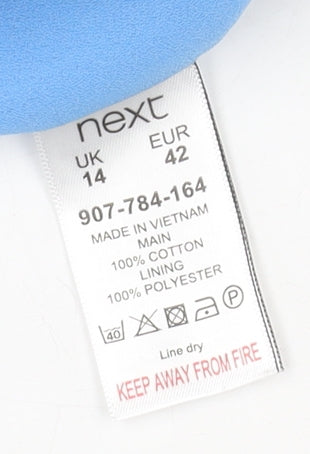 next
UK EUR
14 42
907-784-164
MADE IN VIETNAM
MAIN
100% COTTON
LINING
100% POLYESTER
40 P
Line dry
KEEP AWAY FROM FIRE